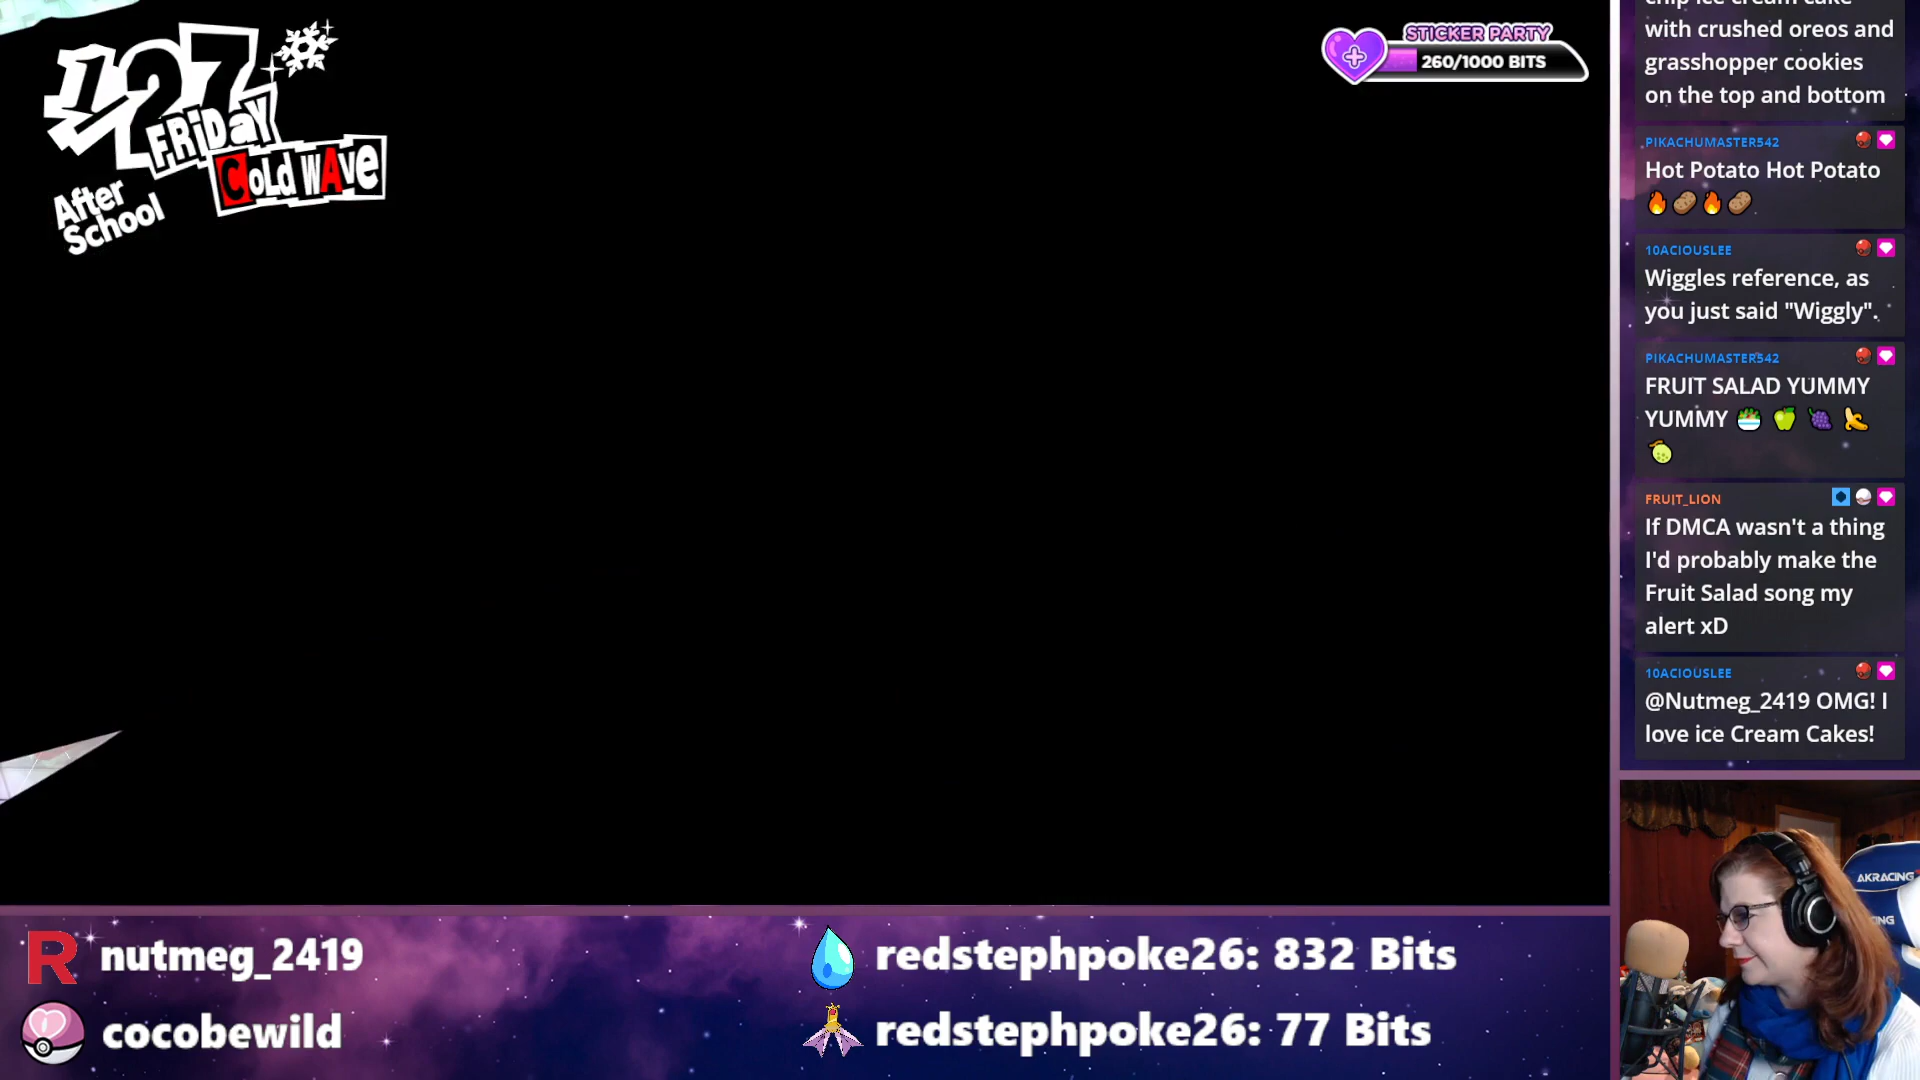 1/27
FRiDaY
ColD WAve
After
School
STICKER PARTY
260/1000 BITS
with crushed oreos and
grasshopper cookies
on the top and bottom
PIKACHUMASTER542
Hot Potato Hot Potato
🔥🥔🔥🥔
10ACIOUSLEE
Wiggles reference, as
you just said "Wiggly".
PIKACHUMASTER542
FRUIT SALAD YUMMY
YUMMY 🥗 🍏 🍇 🍌
🍈
FRUIT_LION
If DMCA wasn't a thing
I'd probably make the
Fruit Salad song my
alert xD
10ACIOUSLEE
@Nutmeg_2419 OMG! I
love ice Cream Cakes!
AKRACING
R nutmeg_2419
cocobewild
redstephpoke26: 832 Bits
redstephpoke26: 77 Bits